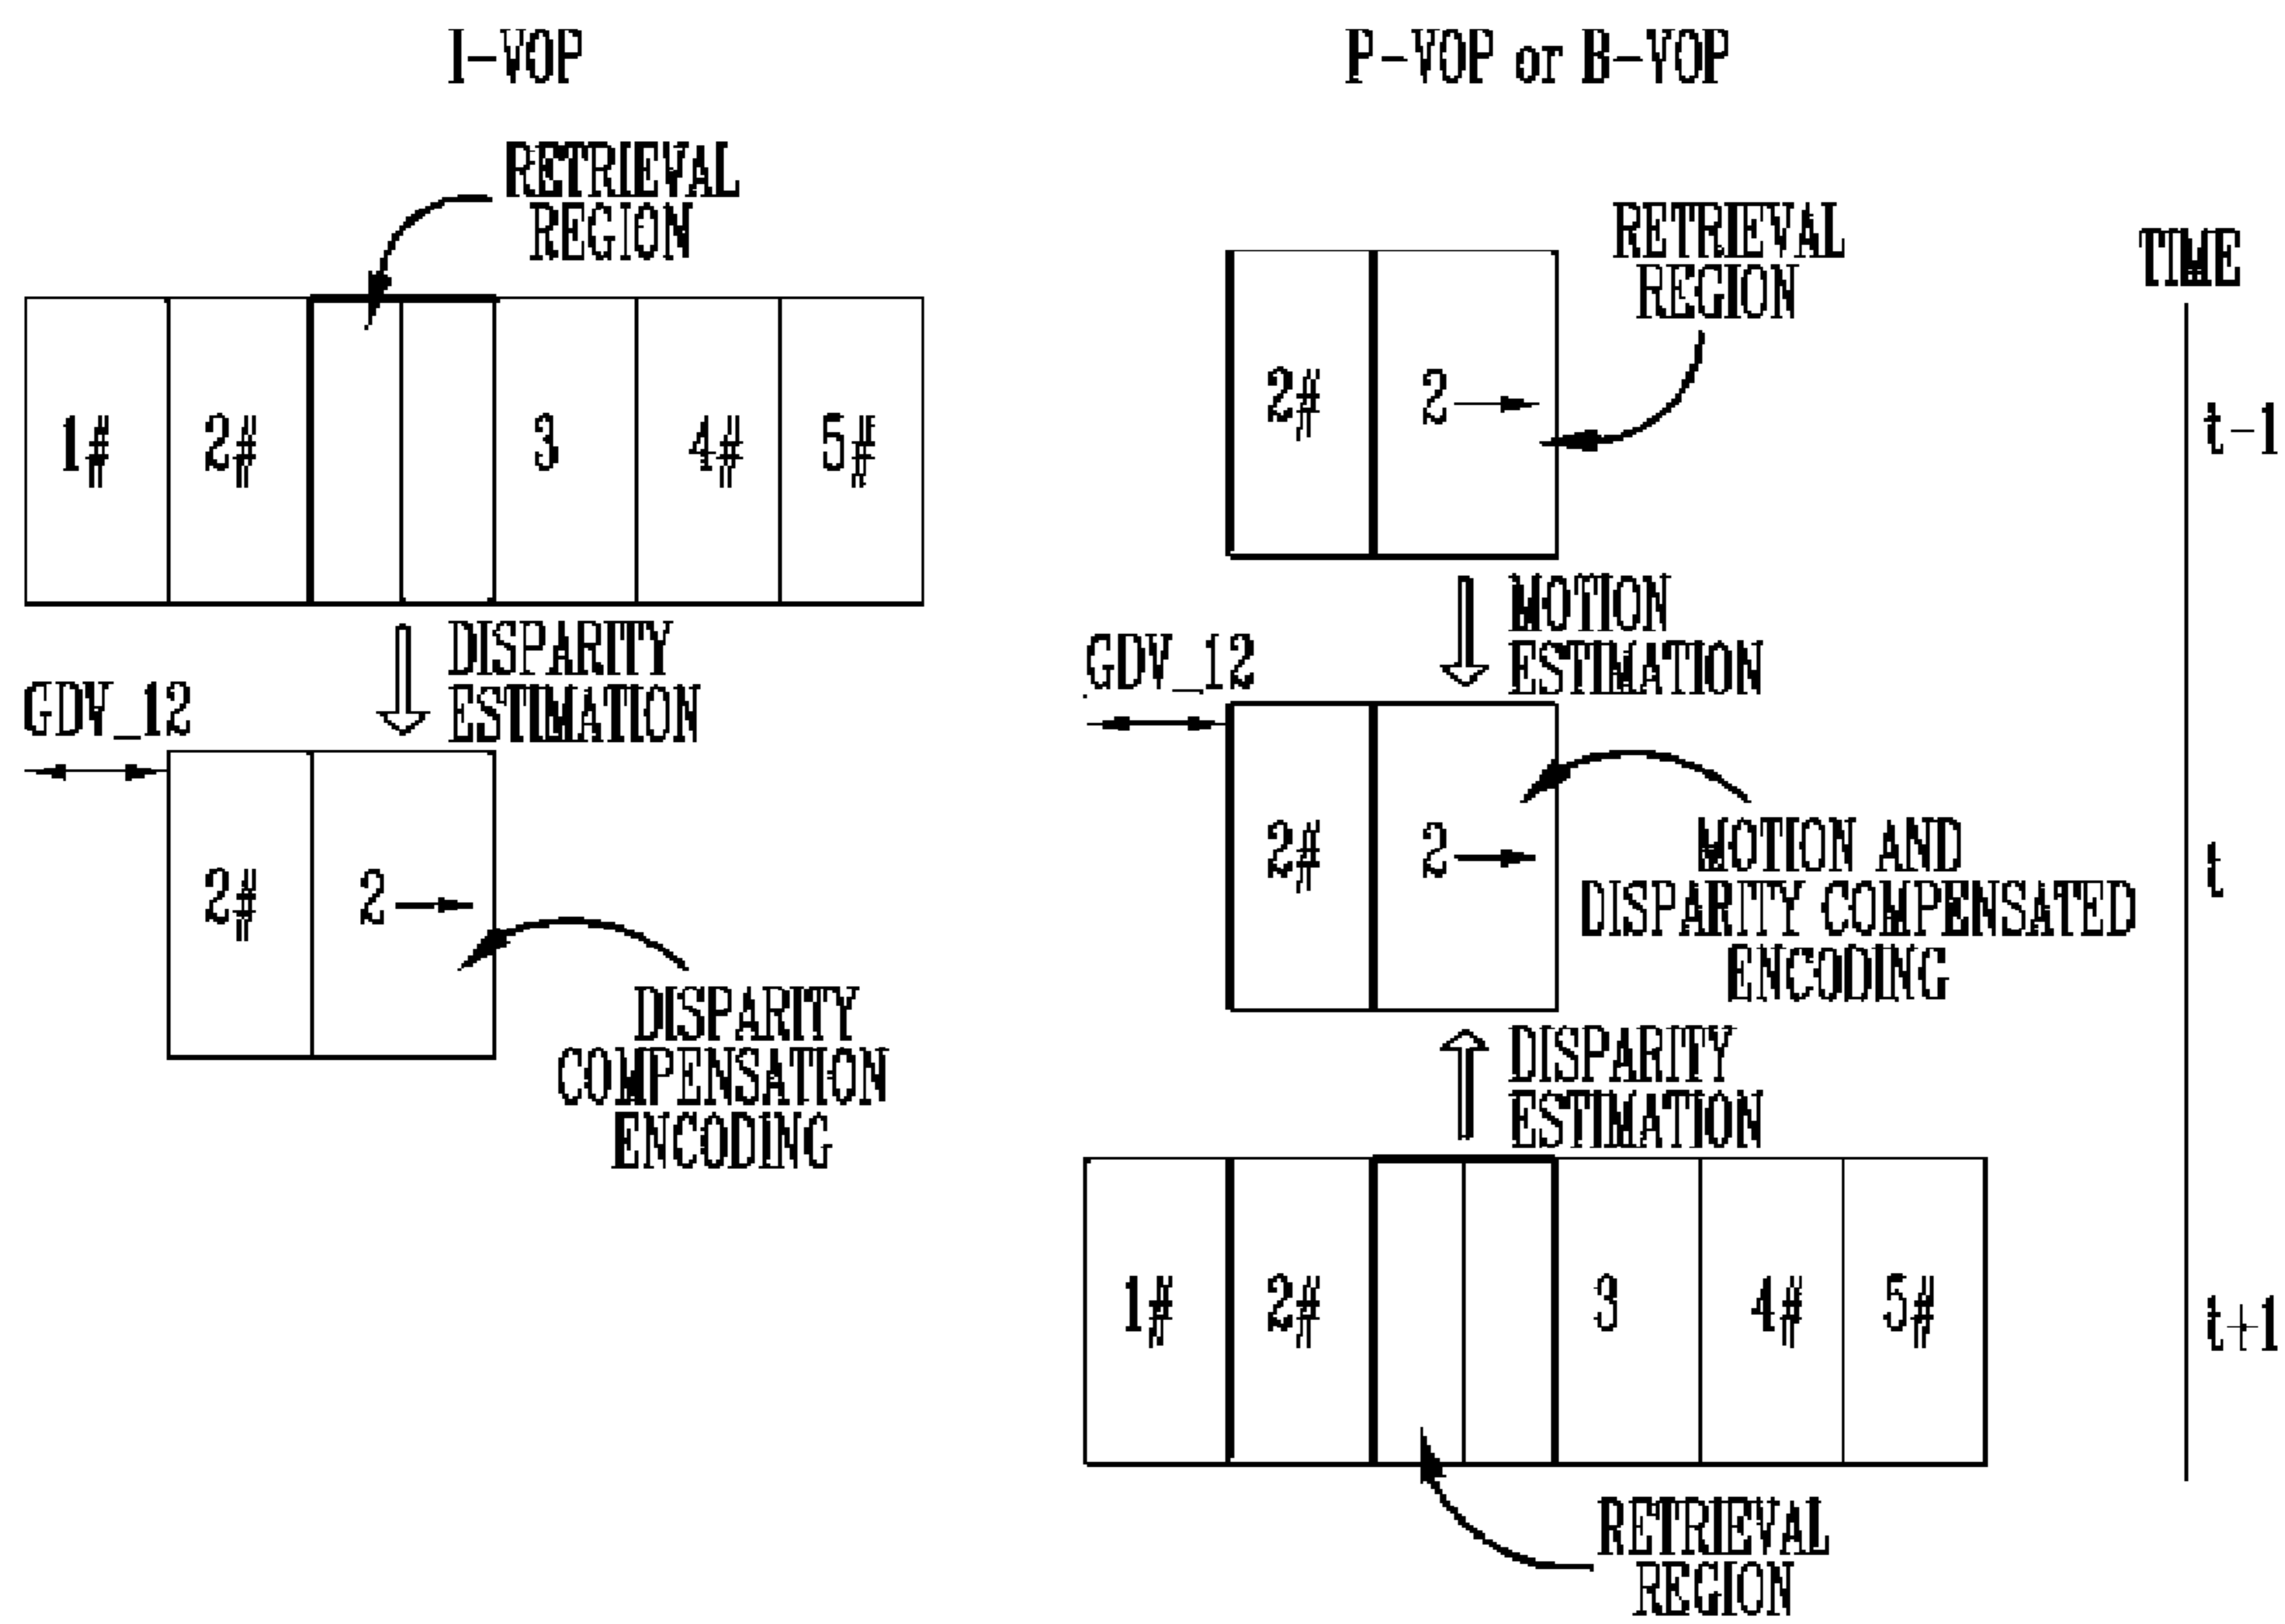 I-VOP
RETRIEVAL
REGION
1# 2# 3 4# 5#
DISPARITY
ESTIMATION
GDV_12
2# 2
DISPARITY
COMPENSATION
ENCODING
P-VOP or B-VOP
RETRIEVAL
REGION
2# 2
MOTION
ESTIMATION
GDV_12
2# 2
MOTION AND
DISPARITY COMPENSATED
ENCODING
DISPARITY
ESTIMATION
1# 2# 3 4# 5#
RETRIEVAL
REGION
TIME
t-1
t
t+1